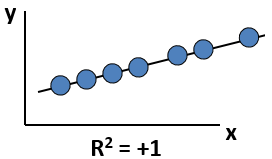 y
x
R² = +1